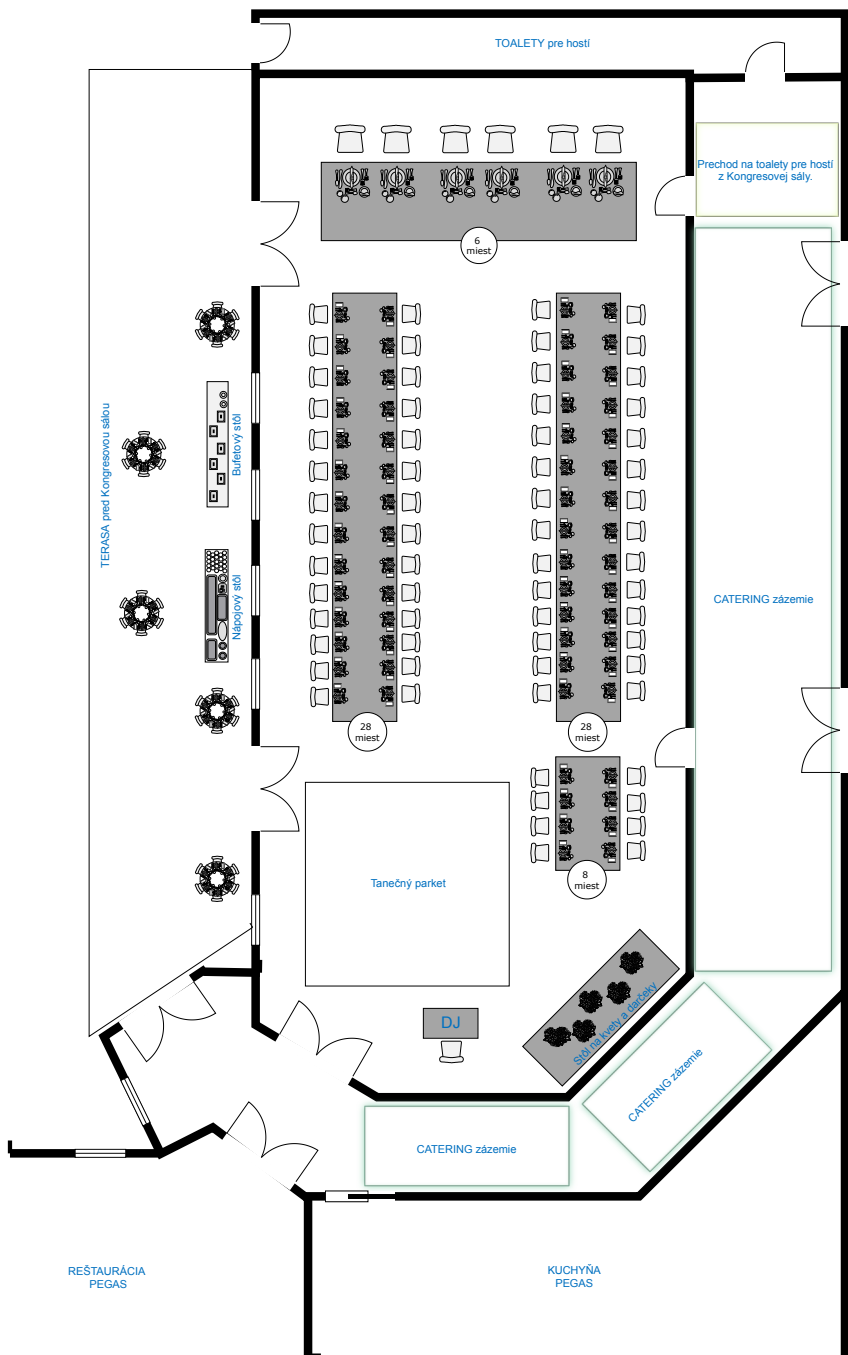 TOALETY pre hostí
Prechod na toalety pre hostí
z Kongresovej sály.
6
miest
TERASA pred Kongresovou sálou
Bufetový stôl
Nápojový stôl
CATERING zázemie
28
miest
28
miest
8
miest
Tanečný parket
DJ
Stôl na kvety a darčeky
CATERING zázemie
CATERING zázemie
REŠTAURÁCIA
PEGAS
KUCHYŇA
PEGAS